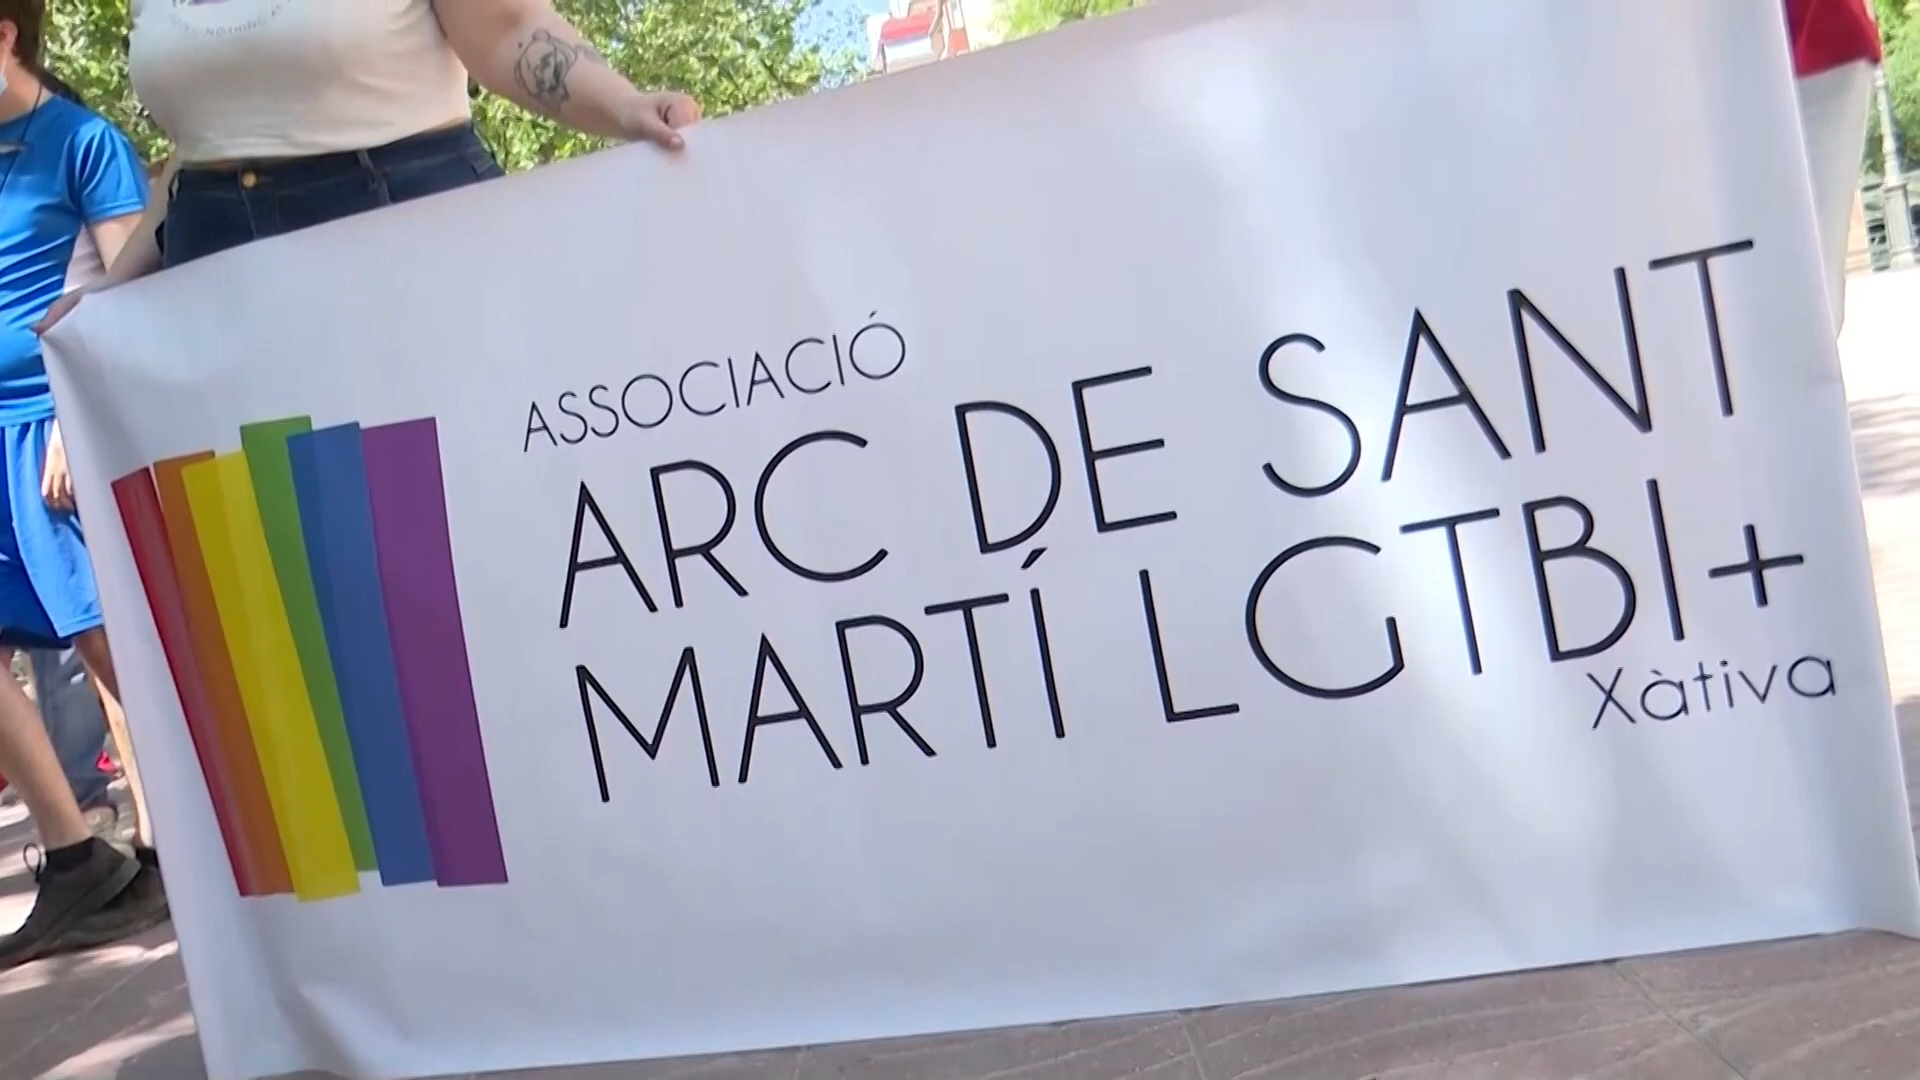 ASSOCIACIÓ
ARC DE SANT
MARTÍ LGTBI+
Xàtiva